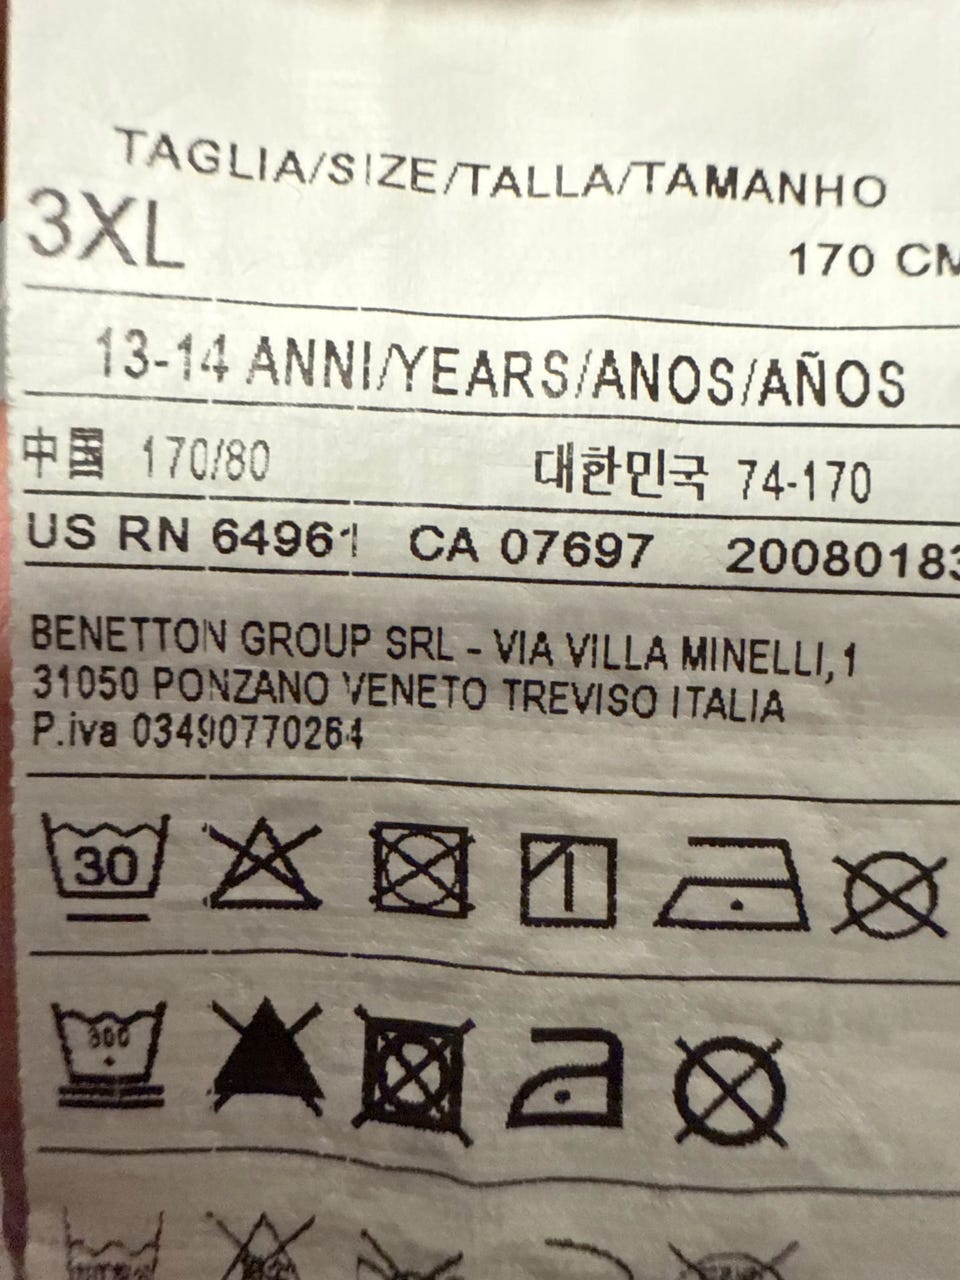 TAGLIA/SIZE/TALLA/TAMANHO
3XL
170 CM
13-14 ANNI/YEARS/ANOS/AÑOS
中国 170/80 대한민국 74-170
US RN 64961 CA 07697 20080183
BENETTON GROUP SRL - VIA VILLA MINELLI, 1
31050 PONZANO VENETO TREVISO ITALIA
P.iva 03490770264
30